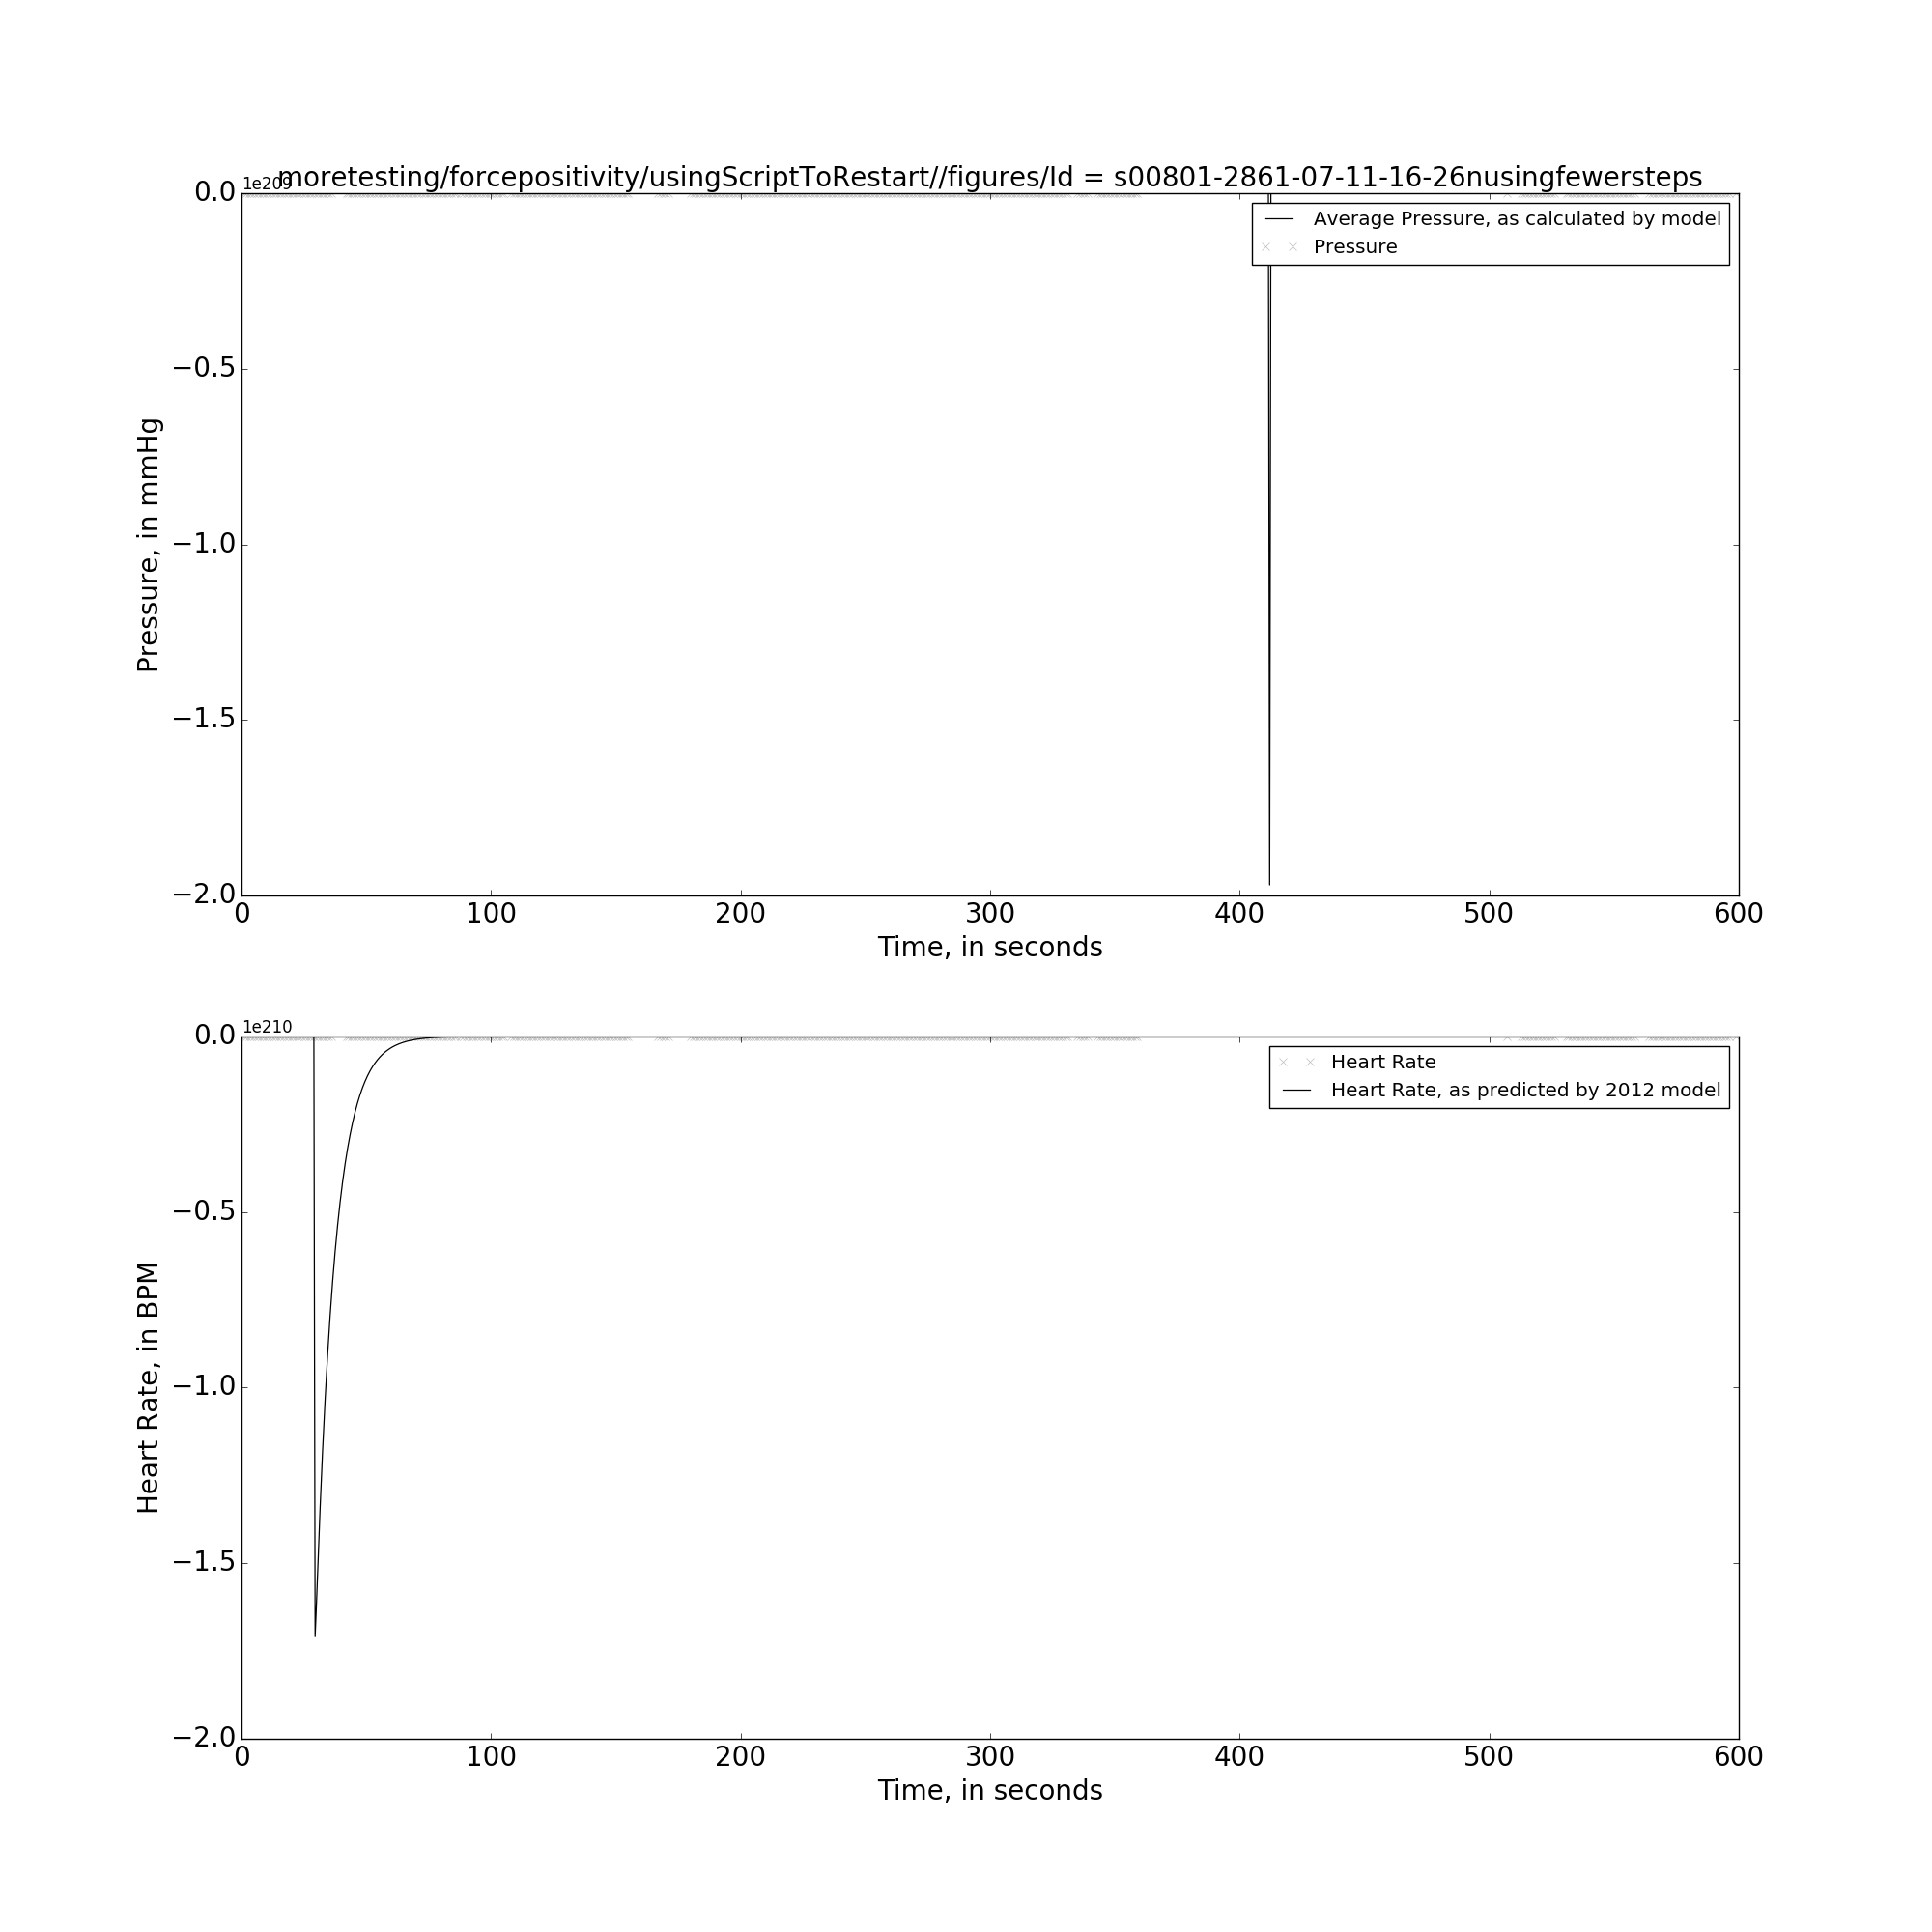 moretesting/forcepositivity/usingScriptToRestart//figures/Id = s00801-2861-07-11-16-26nusingfewersteps
1e209
0.0
−0.5
−1.0
−1.5
−2.0
Pressure, in mmHg
Average Pressure, as calculated by model
Pressure
0 100 200 300 400 500 600
Time, in seconds
1e210
0.0
−0.5
−1.0
−1.5
−2.0
Heart Rate, in BPM
Heart Rate
Heart Rate, as predicted by 2012 model
0 100 200 300 400 500 600
Time, in seconds